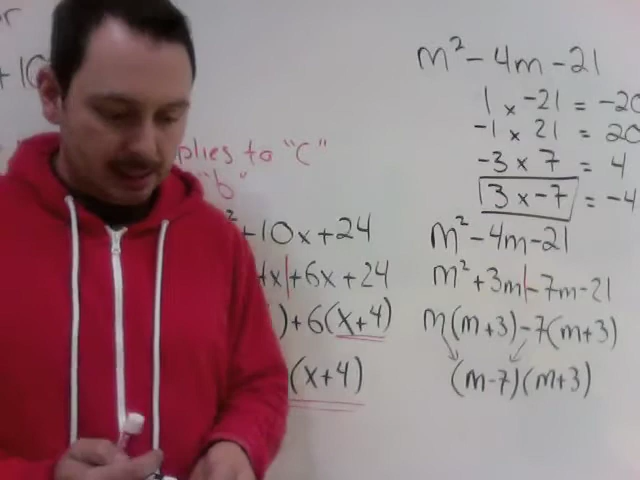 +10
plies to "C"
"b"
+10x+24
x|+6x+24
)+6(x+4)
(x+4)
m²-4m-21
1 x -21 = -20
-1 x 21 = 20
-3 x 7 = 4
3 x -7 = -4
m²-4m-21
m²+3m|-7m-21
m(m+3)-7(m+3)
(m-7)(m+3)